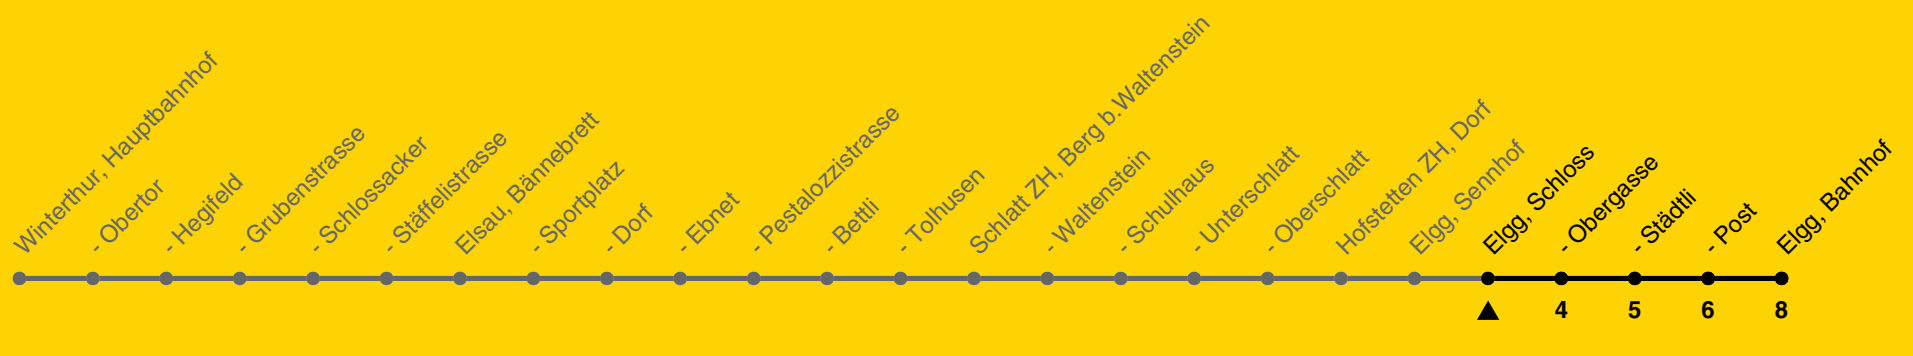 Winterthur, Hauptbahnhof
- Obertor
- Hegifeld
- Grubenstrasse
- Schlossacker
- Stäffelistrasse
Elsau, Bännebrett
- Sportplatz
- Dorf
- Ebnet
- Pestalozzistrasse
- Bettli
- Tolhusen
Schlatt ZH, Berg b.Waltenstein
- Waltenstein
- Schulhaus
- Unterschlatt
- Oberschlatt
Hofstetten ZH, Dorf
Elgg, Sennhof
Elgg, Schloss
- Obergasse
- Städtli
- Post
Elgg, Bahnhof
4 5 6 8